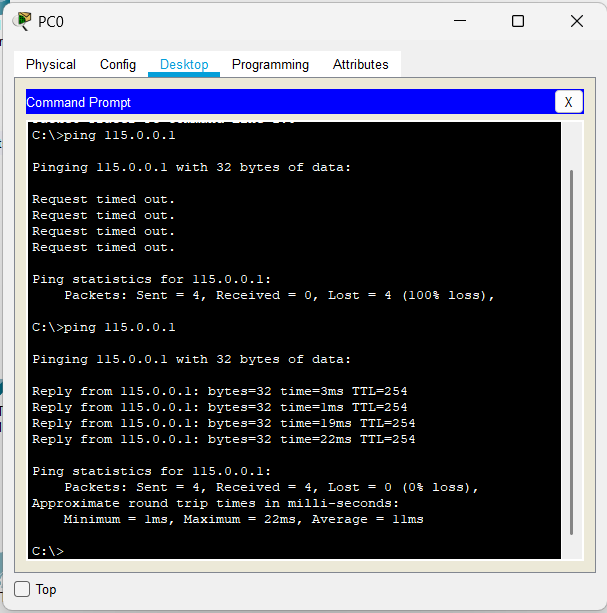 PC0
Physical Config Desktop Programming Attributes
Command Prompt X
C:\>ping 115.0.0.1
Pinging 115.0.0.1 with 32 bytes of data:
Request timed out.
Request timed out.
Request timed out.
Request timed out.
Ping statistics for 115.0.0.1:
Packets: Sent = 4, Received = 0, Lost = 4 (100% loss),
C:\>ping 115.0.0.1
Pinging 115.0.0.1 with 32 bytes of data:
Reply from 115.0.0.1: bytes=32 time=3ms TTL=254
Reply from 115.0.0.1: bytes=32 time=1ms TTL=254
Reply from 115.0.0.1: bytes=32 time=19ms TTL=254
Reply from 115.0.0.1: bytes=32 time=22ms TTL=254
Ping statistics for 115.0.0.1:
Packets: Sent = 4, Received = 4, Lost = 0 (0% loss),
Approximate round trip times in milli-seconds:
Minimum = 1ms, Maximum = 22ms, Average = 11ms
C:\>
Top